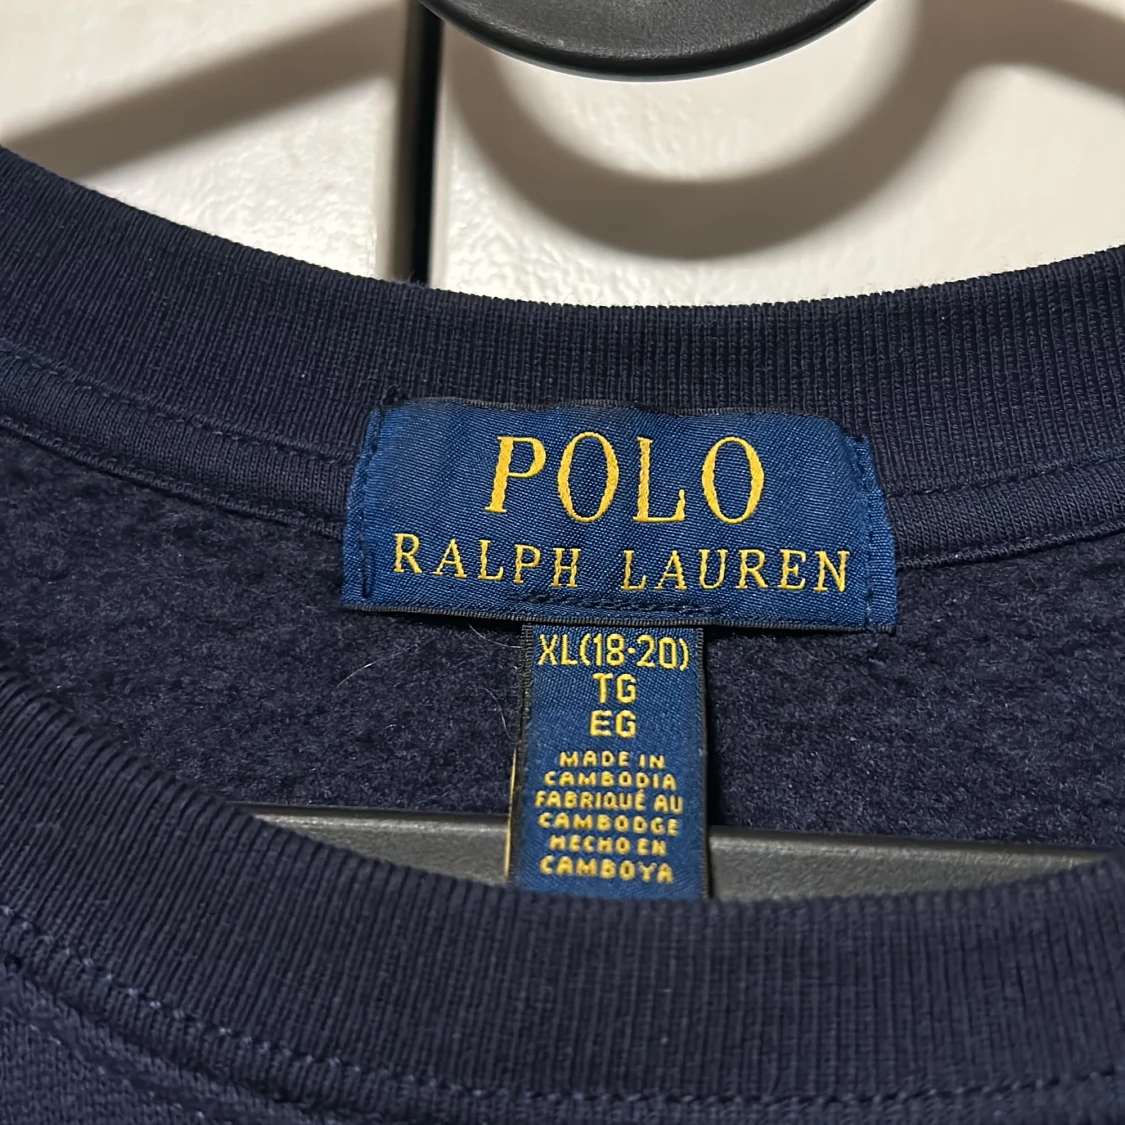 POLO
RALPH LAUREN
XL(18-20)
TG
EG
MADE IN
CAMBODIA
FABRIQUÉ AU
CAMBODGE
HECHO EN
CAMBOYA